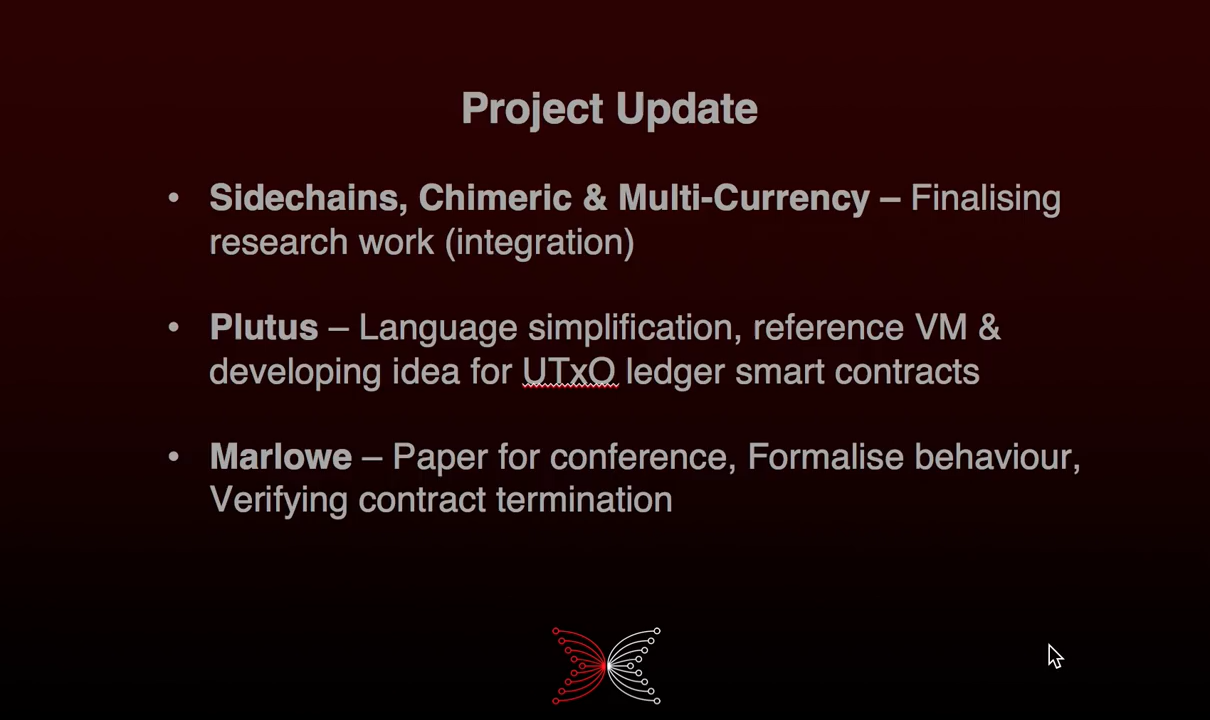 Project Update
• Sidechains, Chimeric & Multi-Currency – Finalising
research work (integration)
• Plutus – Language simplification, reference VM &
developing idea for UTxO ledger smart contracts
• Marlowe – Paper for conference, Formalise behaviour,
Verifying contract termination